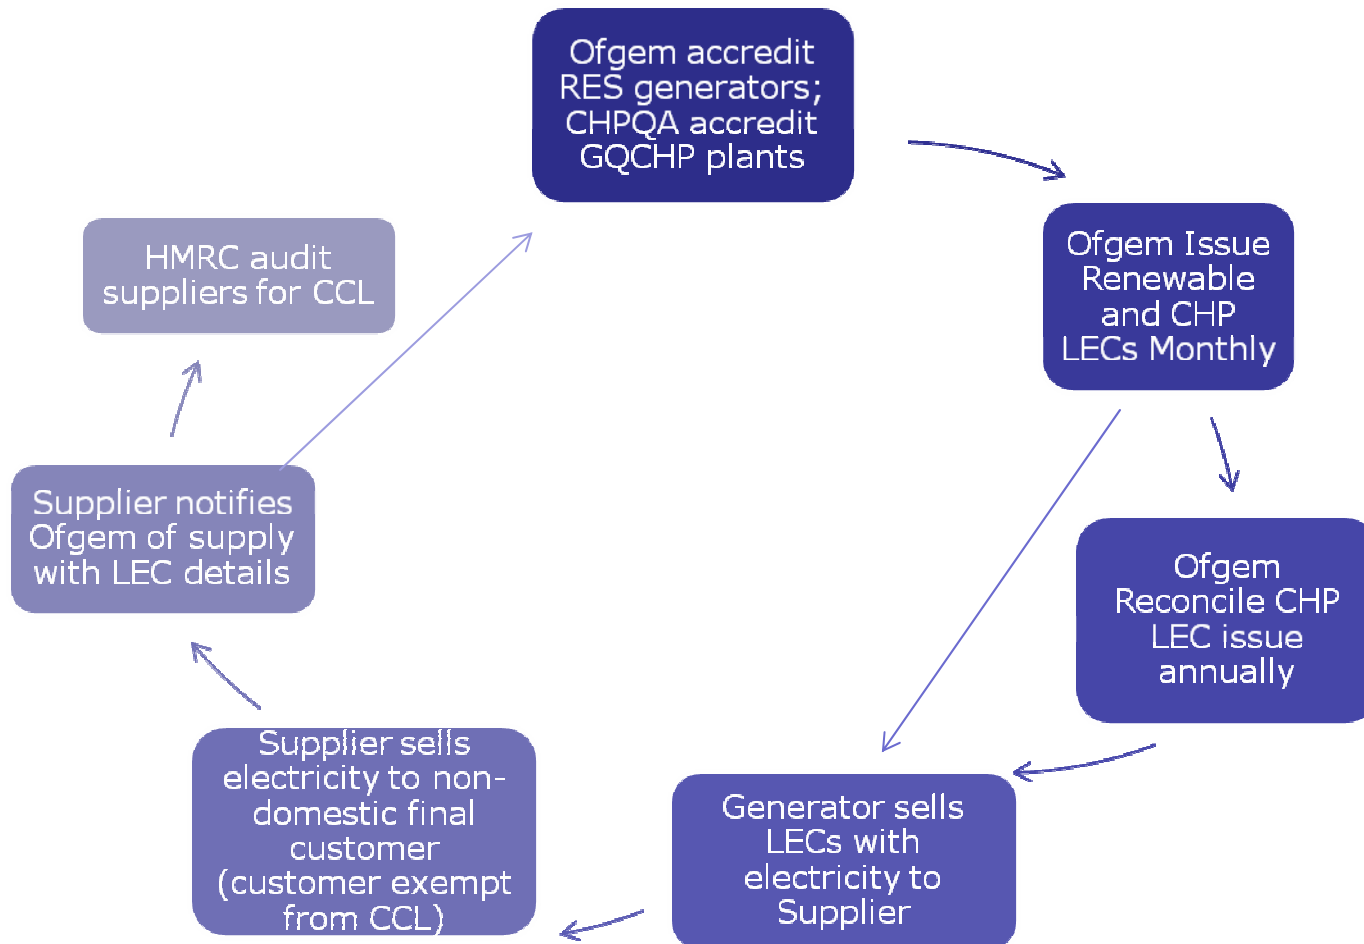 Ofgem accredit
RES generators;
CHPQA accredit
GQCHP plants
Ofgem Issue
Renewable
and CHP
LECs Monthly
Ofgem
Reconcile CHP
LEC issue
annually
Generator sells
LECs with
electricity to
Supplier
Supplier sells
electricity to non-
domestic final
customer
(customer exempt
from CCL)
Supplier notifies
Ofgem of supply
with LEC details
HMRC audit
suppliers for CCL